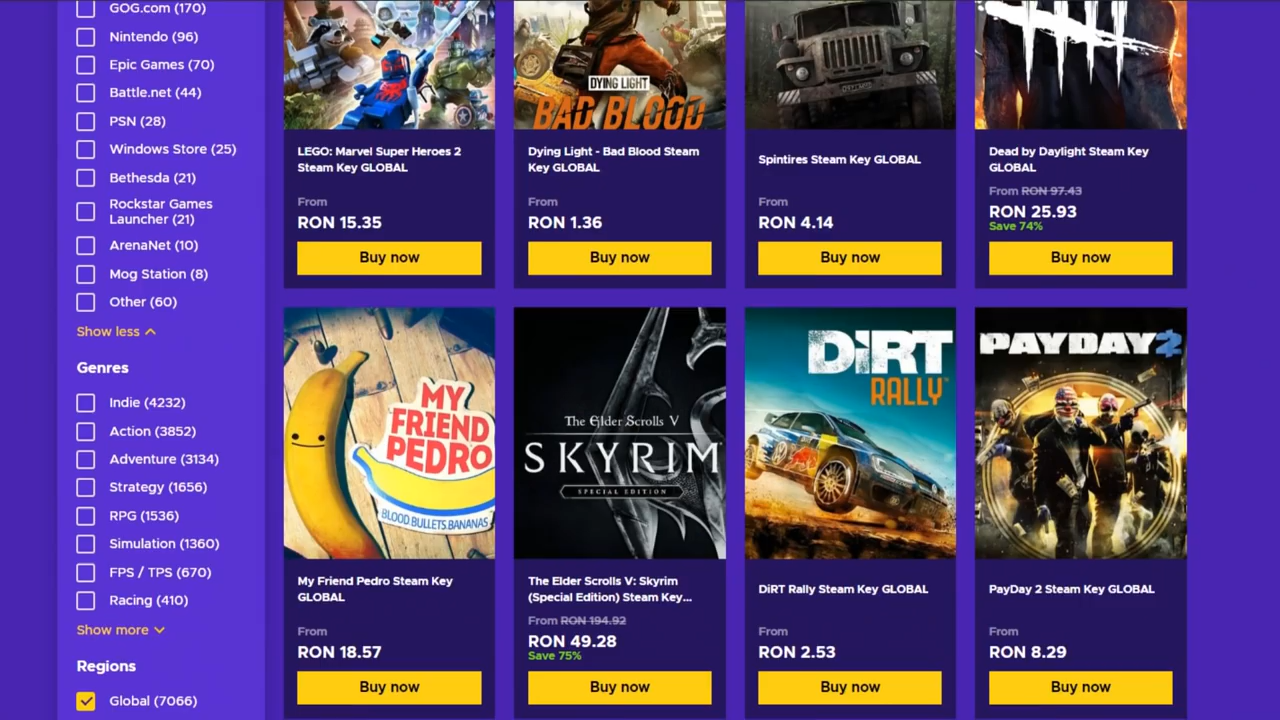 GOG.com (170)
Nintendo (96)
Epic Games (70)
Battle.net (44)
PSN (28)
Windows Store (25)
Bethesda (21)
Rockstar Games
Launcher (21)
ArenaNet (10)
Mog Station (8)
Other (60)
Show less
Genres
Indie (4232)
Action (3852)
Adventure (3134)
Strategy (1656)
RPG (1536)
Simulation (1360)
FPS / TPS (670)
Racing (410)
Show more
Regions
Global (7066)
LEGO: Marvel Super Heroes 2
Steam Key GLOBAL
From
RON 15.35
Buy now
DYING LIGHT
BAD BLOOD
Dying Light - Bad Blood Steam
Key GLOBAL
From
RON 1.36
Buy now
Spintires Steam Key GLOBAL
From
RON 4.14
Buy now
Dead by Daylight Steam Key
GLOBAL
From RON 97.43
RON 25.93
Save 74%
Buy now
MY
FRIEND
PEDRO
BLOOD BULLETS BANANAS
My Friend Pedro Steam Key
GLOBAL
From
RON 18.57
Buy now
The Elder Scrolls V
SKYRIM
SPECIAL EDITION
The Elder Scrolls V: Skyrim
(Special Edition) Steam Key...
From RON 194.92
RON 49.28
Save 75%
Buy now
DiRT
RALLY
DiRT Rally Steam Key GLOBAL
From
RON 2.53
Buy now
PAYDAY 2
PayDay 2 Steam Key GLOBAL
From
RON 8.29
Buy now